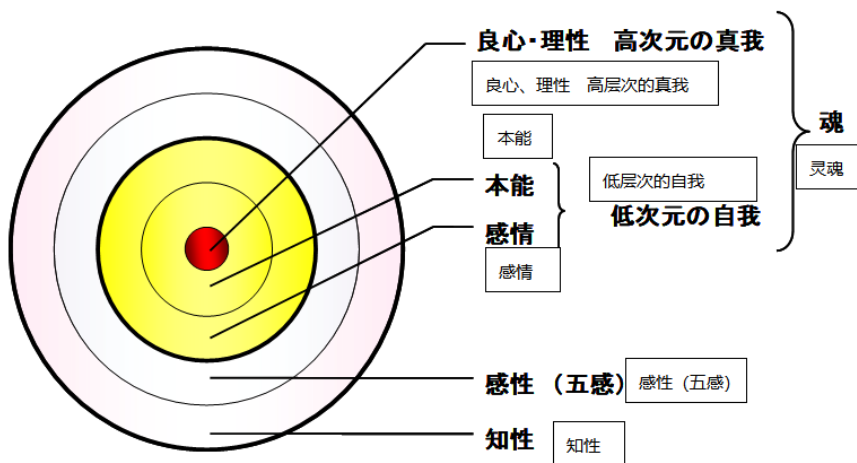 良心・理性 高次元の真我
良心、理性 高层次的真我
魂
灵魂
本能
本能
低层次的自我
低次元の自我
感情
感情
感性 （五感）
感性（五感）
知性
知性